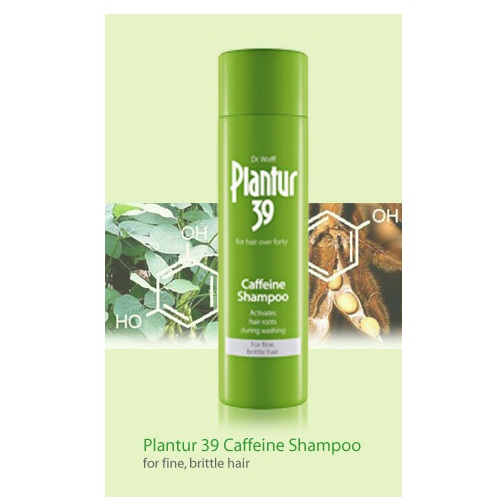 Dr. Wolff
Plantur
39
for hair over forty
Caffeine
Shampoo
Activates
hair roots
during washing
For fine,
brittle hair
OH
HO
OH
Plantur 39 Caffeine Shampoo
for fine, brittle hair